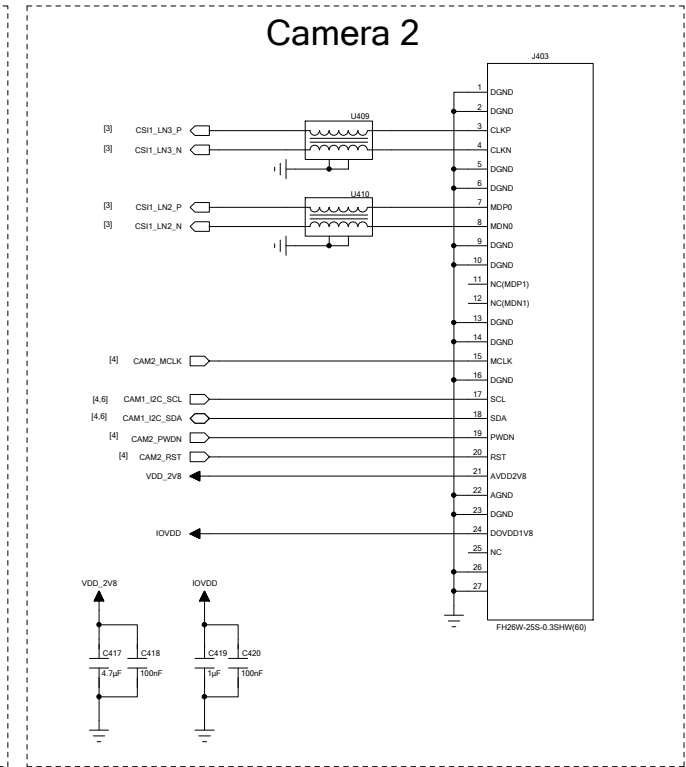 Camera 2
J403
1 DGND
2 DGND
U409
[3] CSI1_LN3_P 3 CLKP
[3] CSI1_LN3_N 4 CLKN
5 DGND
6 DGND
U410
[3] CSI1_LN2_P 7 MDP0
[3] CSI1_LN2_N 8 MDN0
9 DGND
10 DGND
11 NC(MDP1)
12 NC(MDN1)
13 DGND
14 DGND
[4] CAM2_MCLK 15 MCLK
16 DGND
[4,6] CAM1_I2C_SCL 17 SCL
[4,6] CAM1_I2C_SDA 18 SDA
[4] CAM2_PWDN 19 PWDN
[4] CAM2_RST 20 RST
VDD_2V8 21 AVDD2V8
22 AGND
23 DGND
IOVDD 24 DOVDD1V8
25 NC
26
27
FH26W-25S-0.3SHW(60)
VDD_2V8 IOVDD
C417 C418 C419 C420
4.7µF 100nF 1µF 100nF